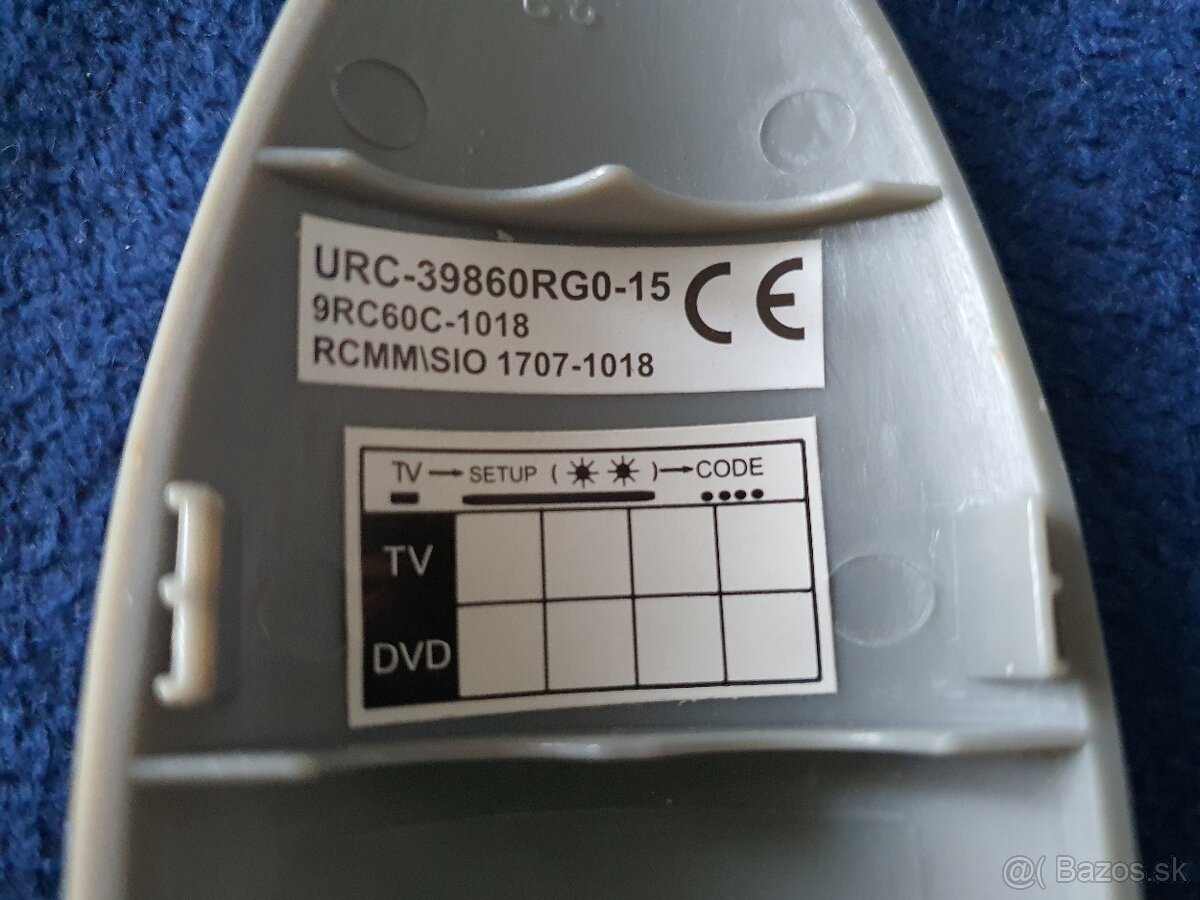 URC-39860RG0-15 CE
9RC60C-1018
RCMM\SIO 1707-1018
TV→SETUP (☀☀)→CODE
TV
DVD
@( Bazos.sk